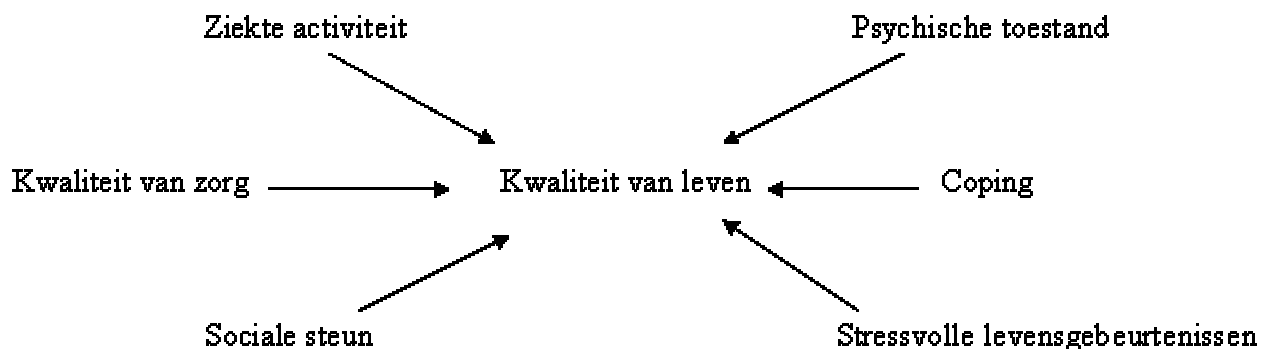 Ziekte activiteit
Psychische toestand
Kwaliteit van zorg
Kwaliteit van leven
Coping
Sociale steun
Stressvolle levensgebeurtenissen